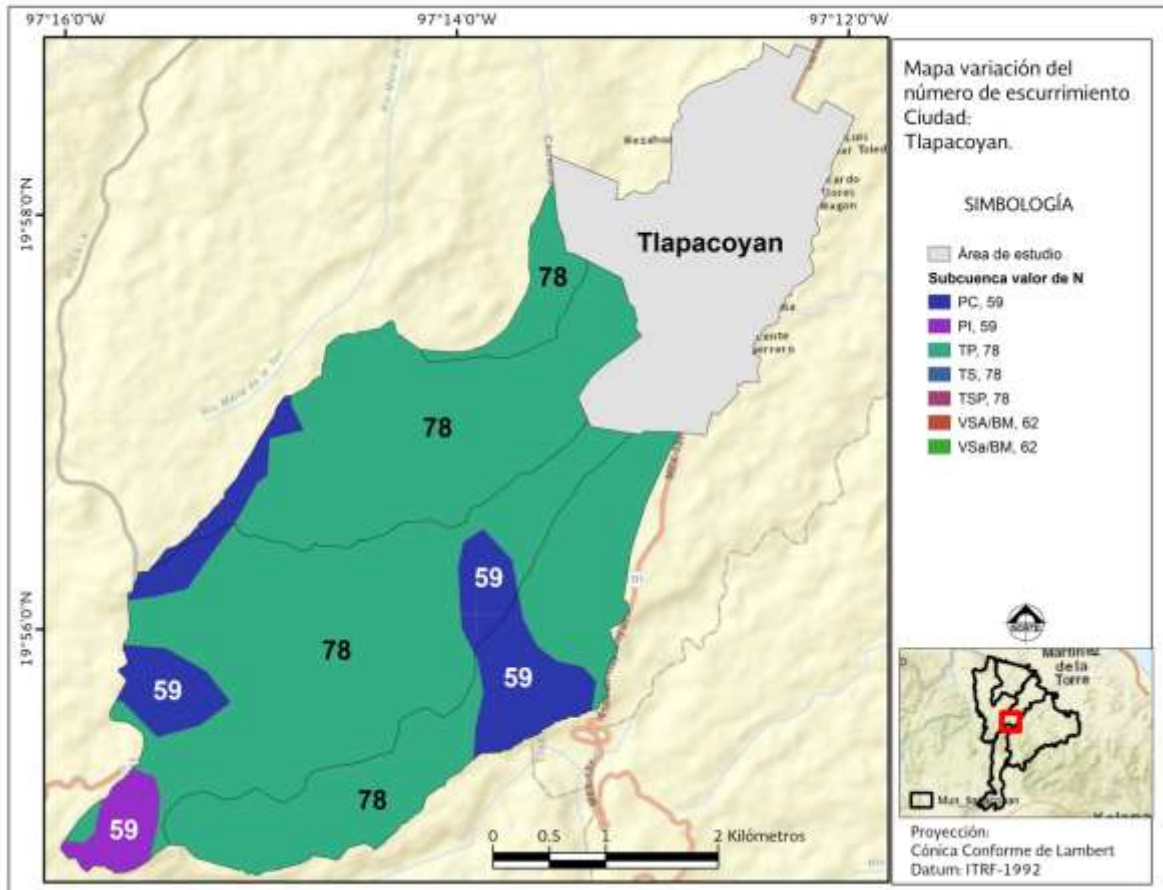 97°16'0"W
97°14'0"W
97°12'0"W
19°58'0"N
19°56'0"N
Tlapacoyan
78
78
59
59
78
59
78
59
0 0.5 1 2 Kilómetros
Mapa variación del
número de escurrimiento
Ciudad:
Tlapacoyan.
SIMBOLOGÍA
Área de estudio
Subcuenca valor de N
PC, 59
PI, 59
TP, 78
TS, 78
TSP, 78
VSA/BM, 62
VSa/BM, 62
Martínez
de la
Torre
Proyección:
Cónica Conforme de Lambert
Datum: ITRF-1992